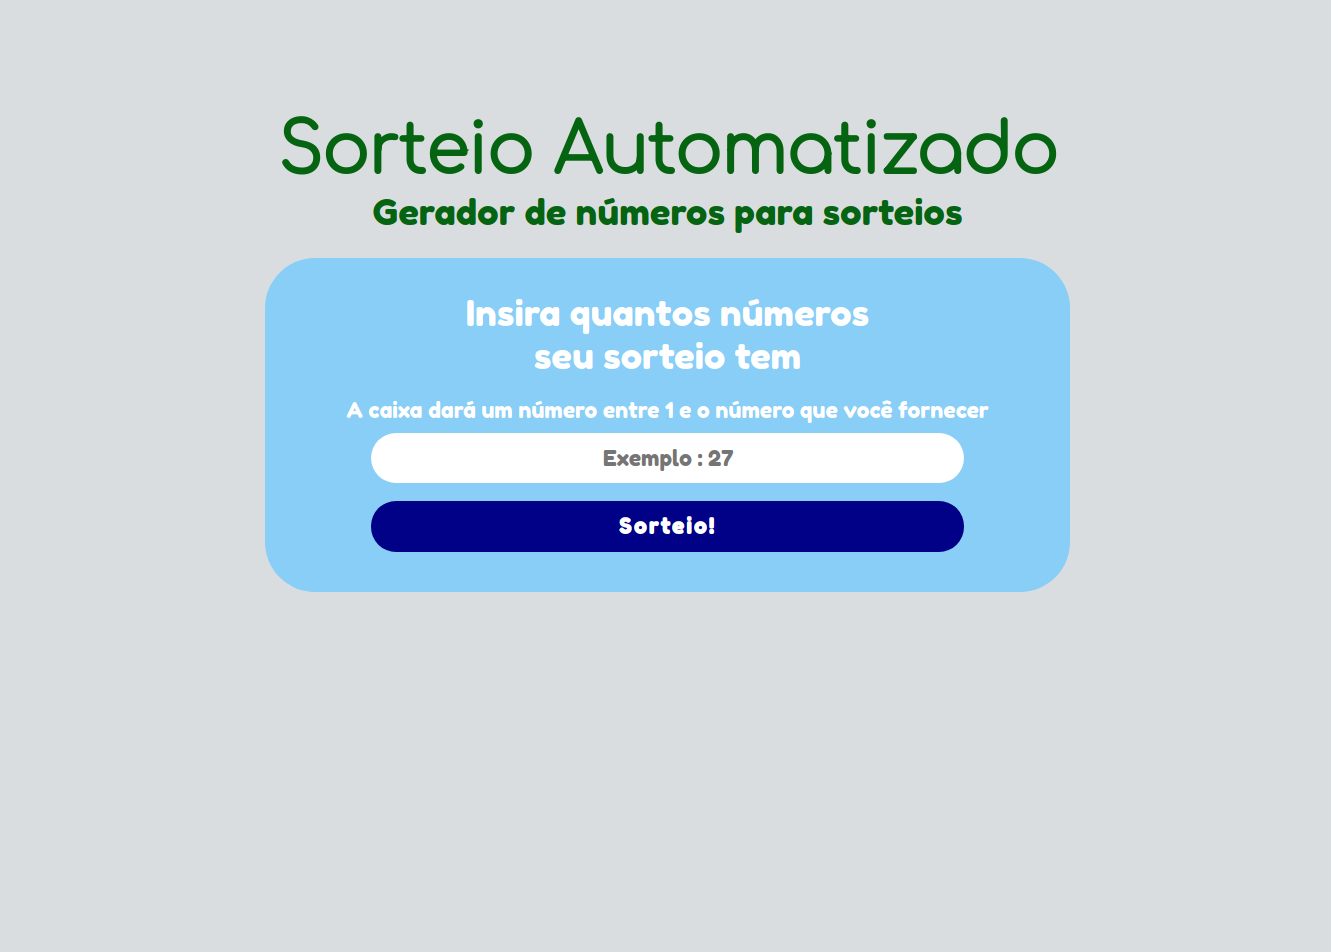 Sorteio Automatizado
Gerador de números para sorteios
Insira quantos números
seu sorteio tem
A caixa dará um número entre 1 e o número que você fornecer
Exemplo : 27
Sorteio!